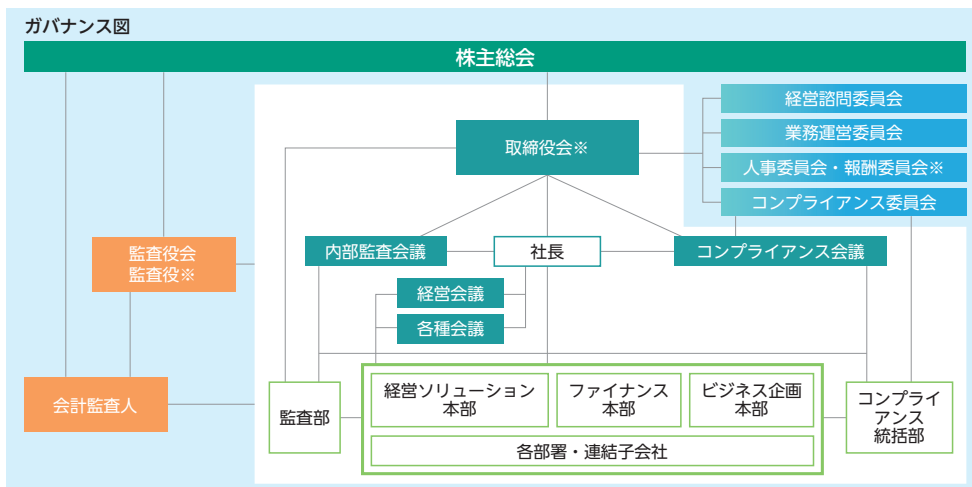 ガバナンス図
株主総会
経営諮問委員会
業務運営委員会
人事委員会・報酬委員会※
コンプライアンス委員会
取締役会※
監査役会
監査役※
内部監査会議
社長
コンプライアンス会議
経営会議
各種会議
会計監査人
監査部
経営ソリューション
本部
ファイナンス
本部
ビジネス企画
本部
各部署・連結子会社
コンプライ
アンス
統括部